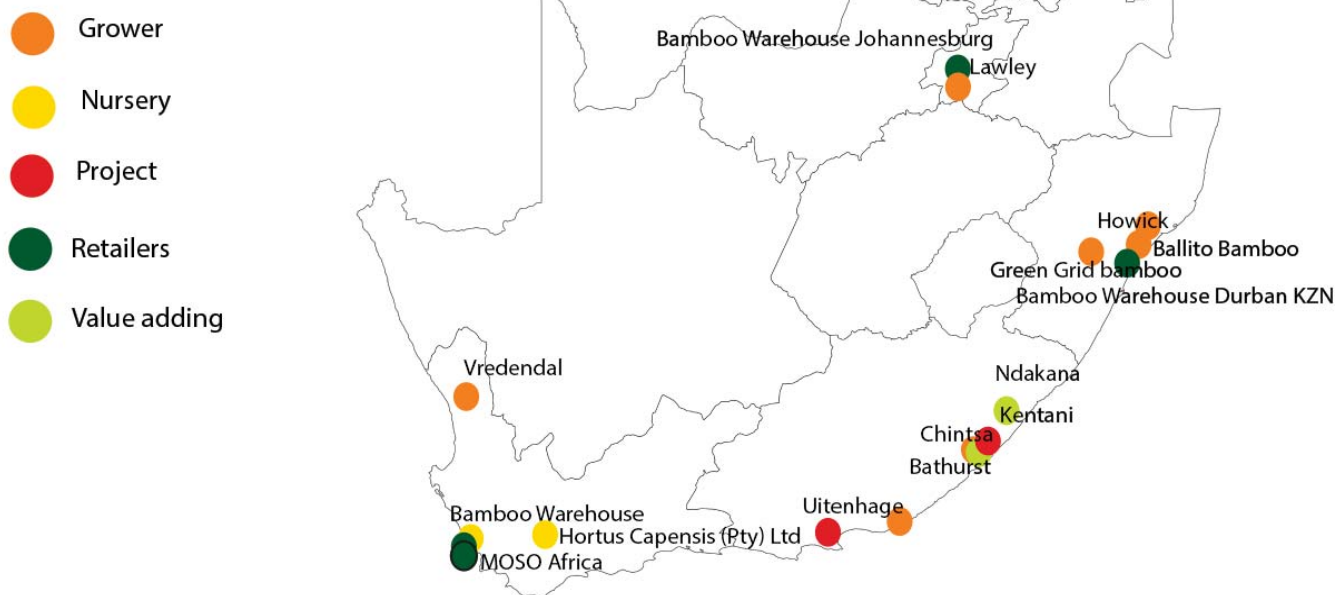 Grower
Nursery
Project
Retailers
Value adding
Bamboo Warehouse Johannesburg
Lawley
Howick
Ballito Bamboo
Green Grid bamboo
Bamboo Warehouse Durban KZN
Vredendal
Ndakana
Kentani
Chintsa
Bathurst
Uitenhage
Bamboo Warehouse
Hortus Capensis (Pty) Ltd
MOSO Africa